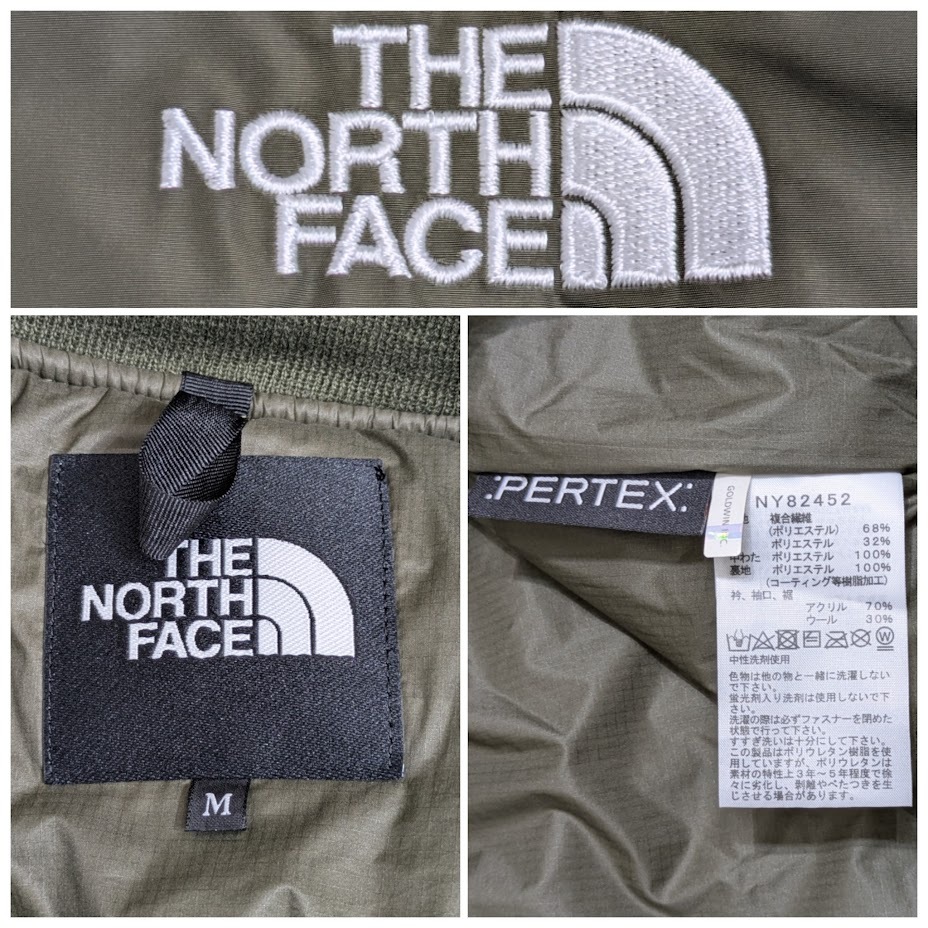 THE
NORTH
FACE
THE
NORTH
FACE
M
:PERTEX:
GOLDWIN
NY82452
地 複合繊維
(ポリエステル) 68%
ポリエステル 32%
中わた ポリエステル 100%
裏地 ポリエステル 100%
(コーティング等樹脂加工)
衿、袖口、裾
アクリル 70%
ウール 30%
中性洗剤使用
色物は他の物と一緒に洗濯しない
で下さい。
蛍光剤入り洗剤は使用しないで下
さい。
洗濯の際は必ずファスナーを閉めた
状態で行って下さい。
すすぎ洗いは十分にして下さい。
この製品はポリウレタン樹脂を使
用していますが、ポリウレタンは
素材の特性上3年～5年程度で徐
々に劣化し、剥離やべたつきを生
じさせる場合があります。